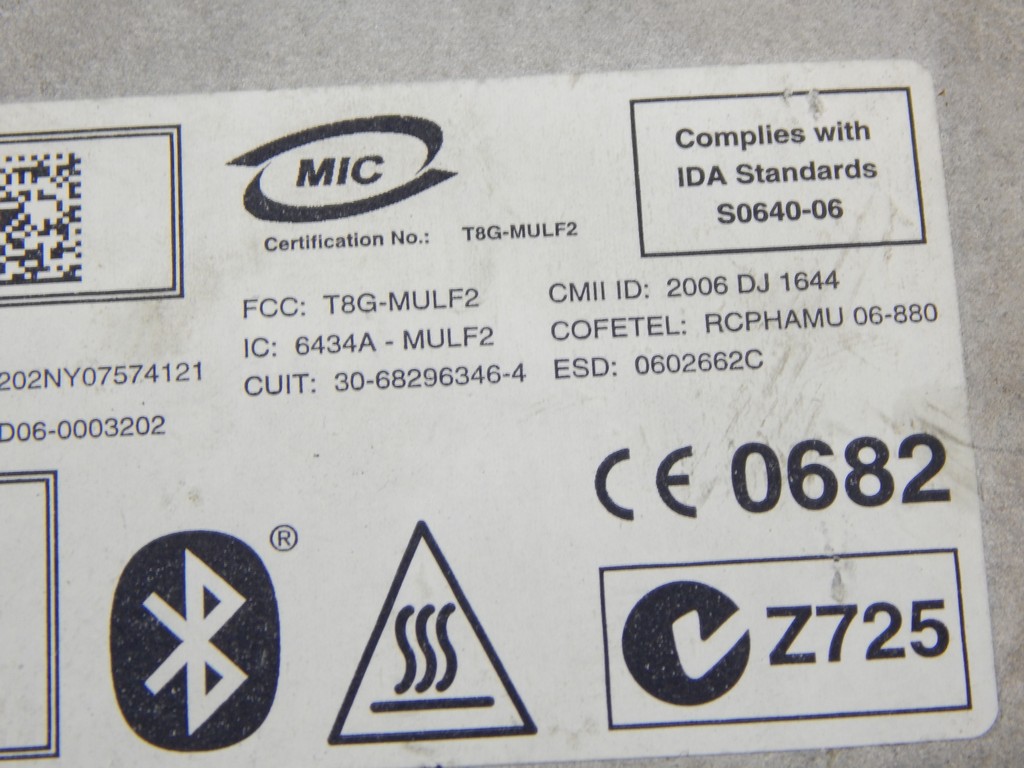 MIC
Certification No.: T8G-MULF2
Complies with
IDA Standards
S0640-06
FCC: T8G-MULF2
IC: 6434A - MULF2
CUIT: 30-68296346-4
CMII ID: 2006 DJ 1644
COFETEL: RCPHAMU 06-880
ESD: 0602662C
202NY07574121
D06-0003202
CE 0682
®
Z725